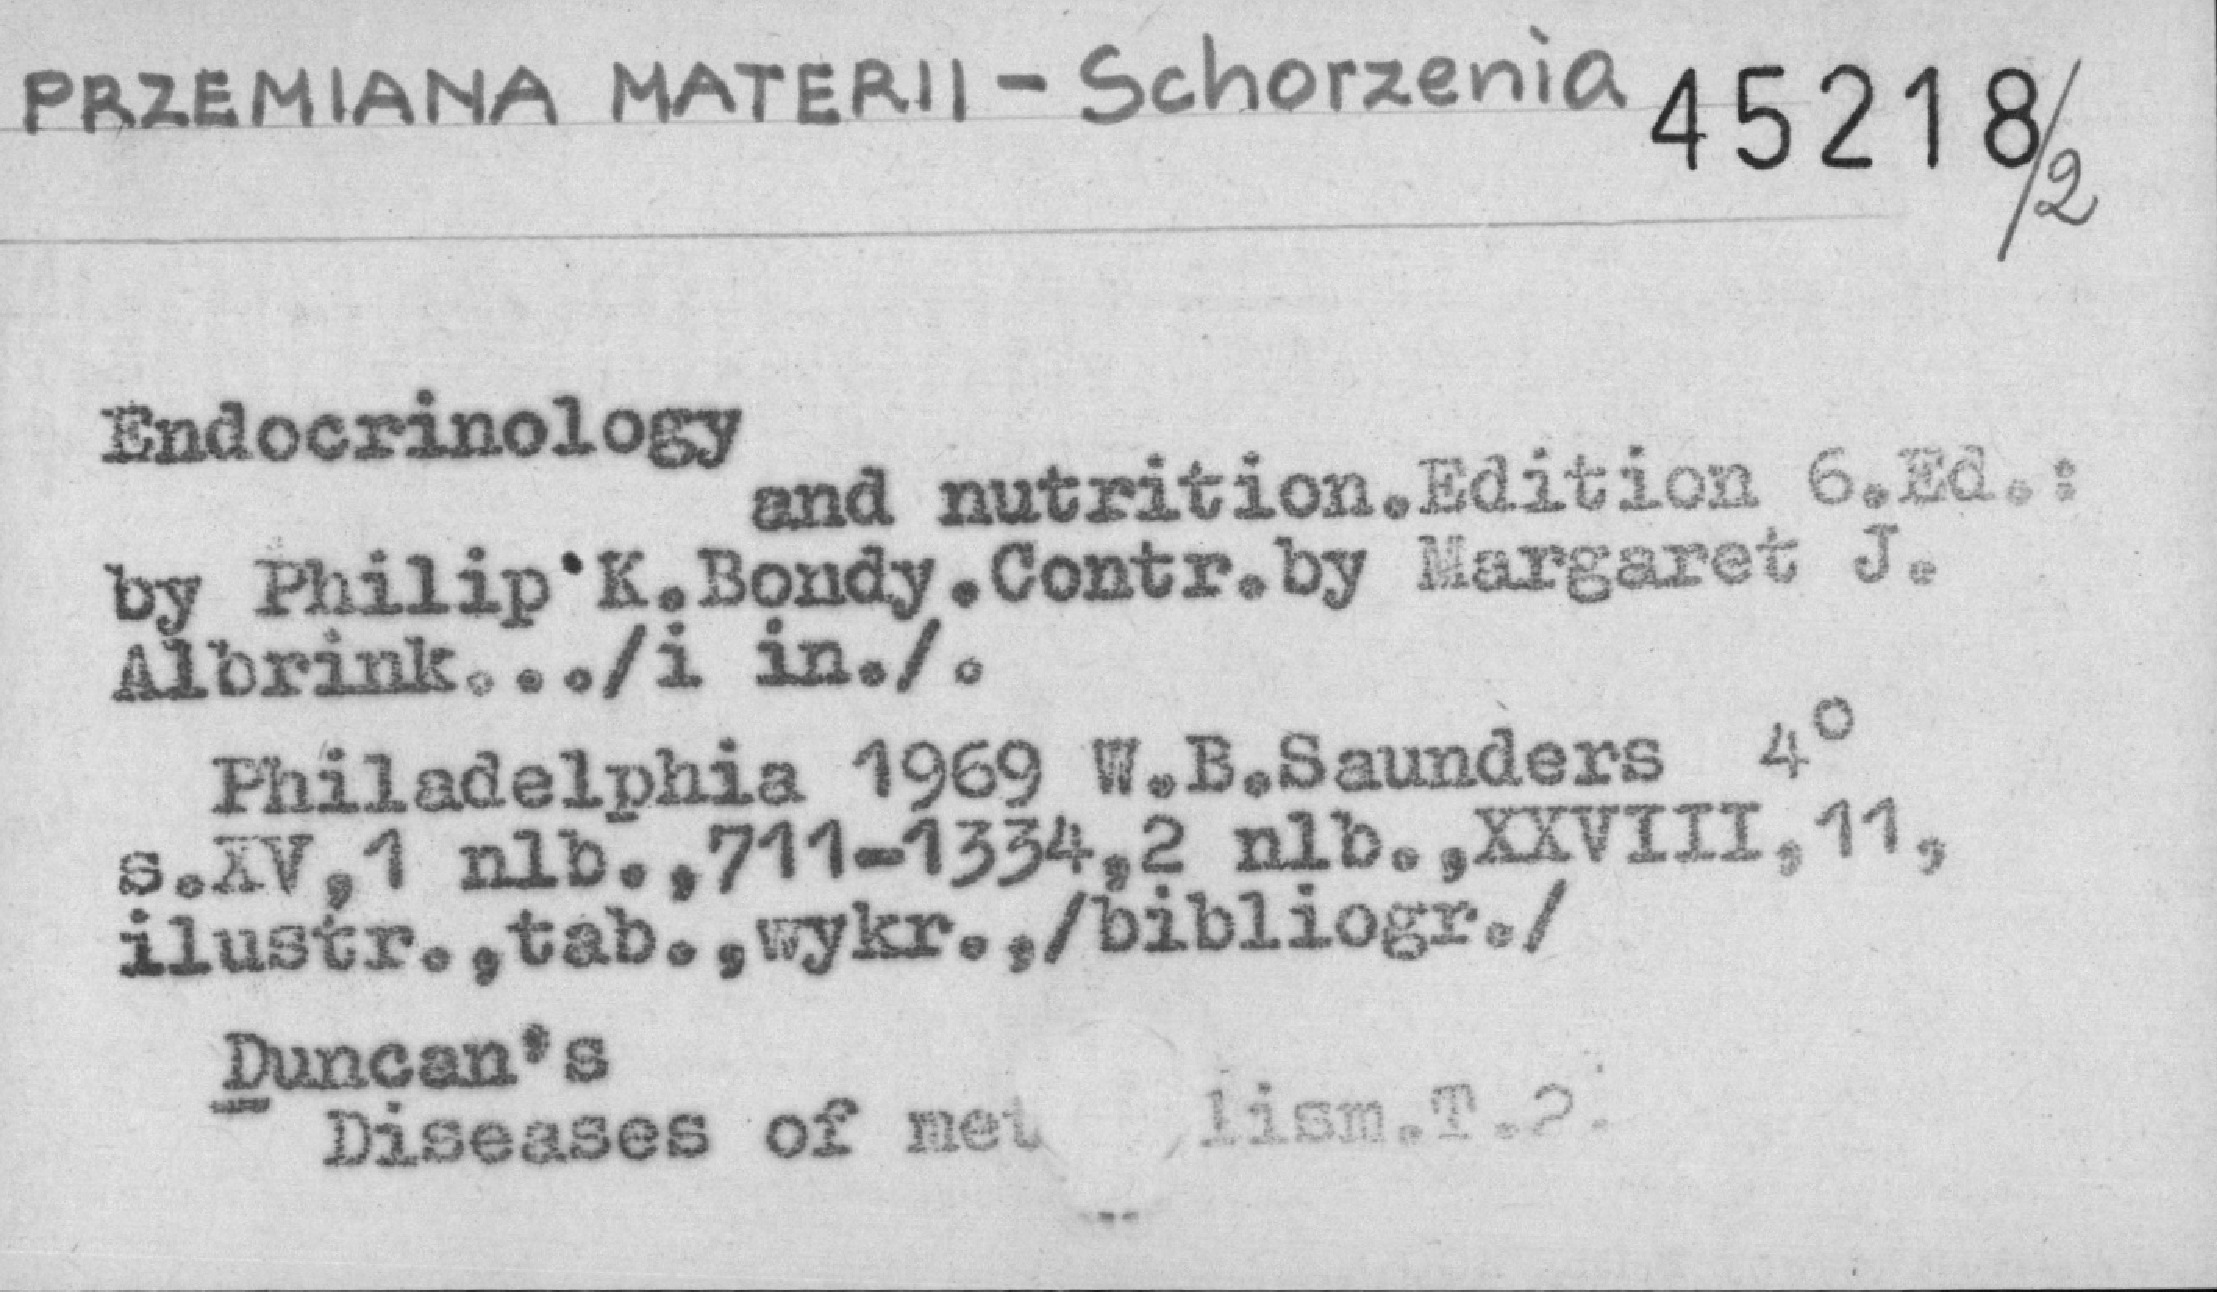 PRZEMIANA MATERII - Schorzenia 45218/2
Endocrinology
and nutrition.Edition 6.Ed.:
by Philip K.Bondy.Contr.by Margaret J.
Albrink.../i in./.
Philadelphia 1969 W.B.Saunders 4°
s.XV,1 nlb.,711-1334,2 nlb.,XXVIII,11,
ilustr.,tab.,wykr.,/bibliogr./
Duncan's
Diseases of T.2.